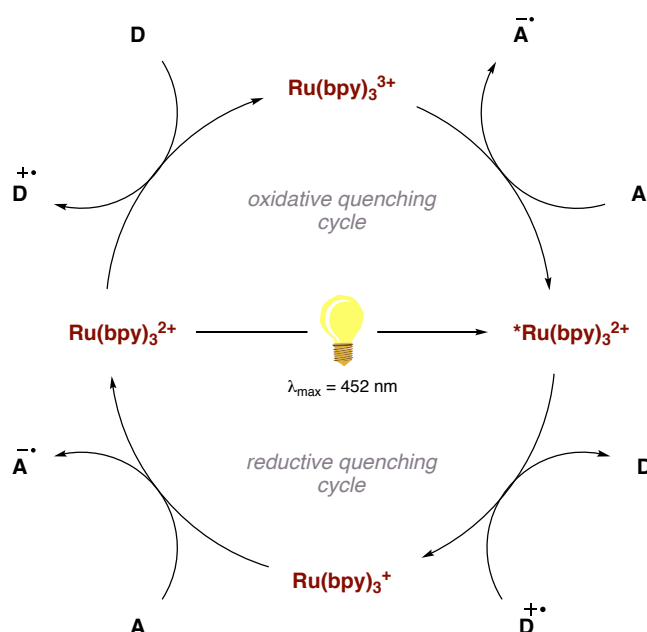 D
A⁻•
Ru(bpy)₃³⁺
D⁺•
oxidative quenching
cycle
A
Ru(bpy)₃²⁺
*Ru(bpy)₃²⁺
λmax = 452 nm
A⁻•
reductive quenching
cycle
D
Ru(bpy)₃⁺
A
D⁺•